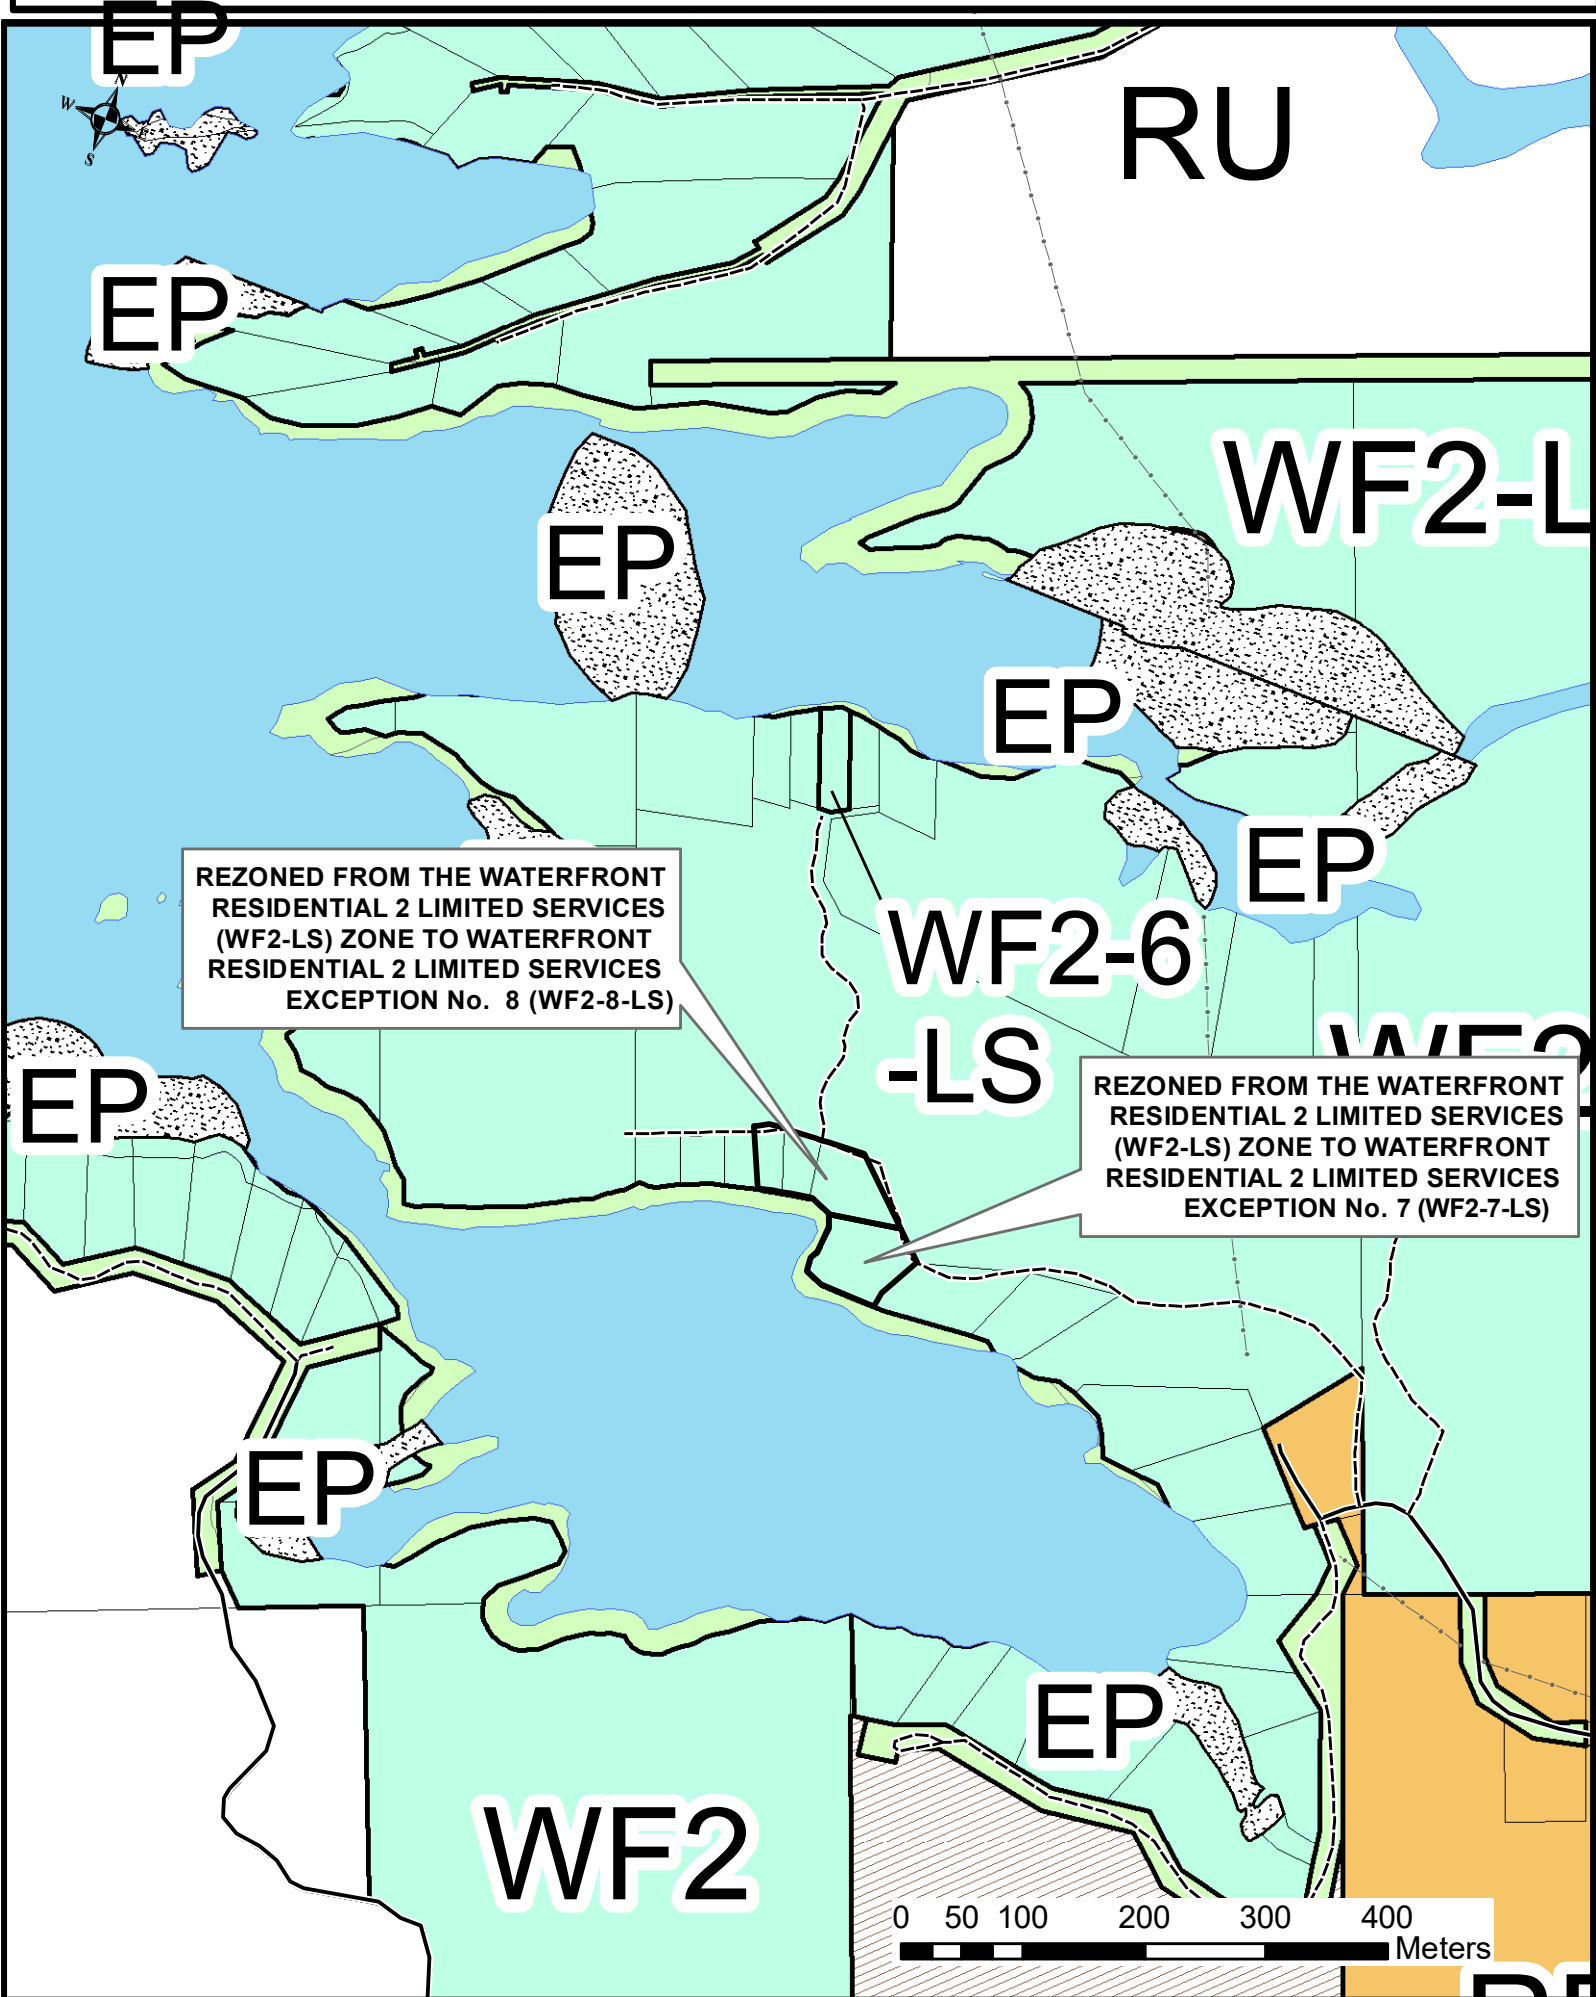 EP
N
W
S
RU
EP
WF2-L
EP
EP
EP
REZONED FROM THE WATERFRONT
RESIDENTIAL 2 LIMITED SERVICES
(WF2-LS) ZONE TO WATERFRONT
RESIDENTIAL 2 LIMITED SERVICES
EXCEPTION No. 8 (WF2-8-LS)
WF2-6
-LS
WF2
EP
REZONED FROM THE WATERFRONT
RESIDENTIAL 2 LIMITED SERVICES
(WF2-LS) ZONE TO WATERFRONT
RESIDENTIAL 2 LIMITED SERVICES
EXCEPTION No. 7 (WF2-7-LS)
EP
EP
WF2
0 50 100 200 300 400
Meters